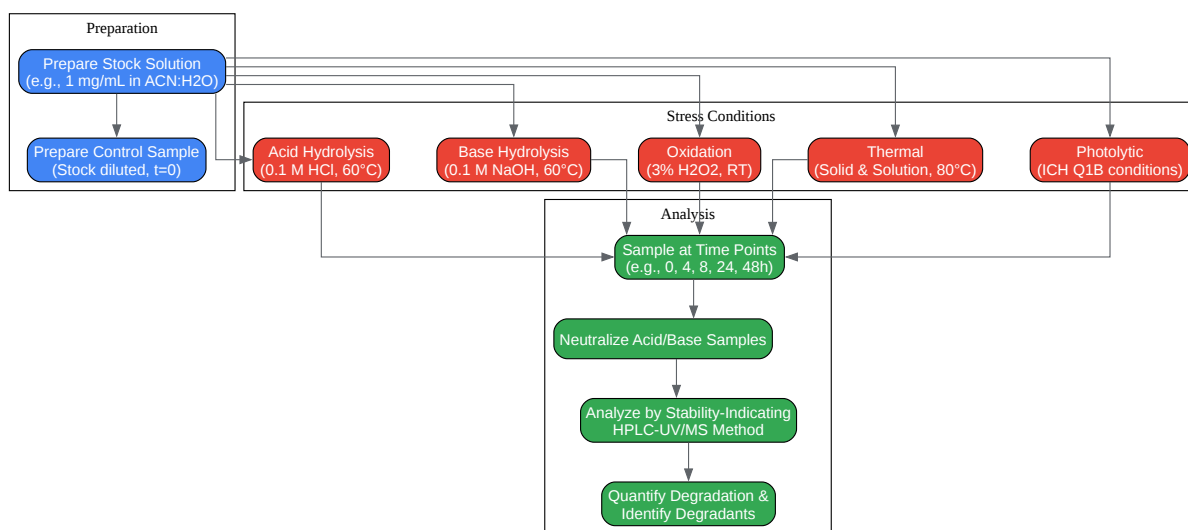 Preparation
Prepare Stock Solution
(e.g., 1 mg/mL in ACN:H2O)
Prepare Control Sample
(Stock diluted, t=0)
Stress Conditions
Acid Hydrolysis
(0.1 M HCl, 60°C)
Base Hydrolysis
(0.1 M NaOH, 60°C)
Oxidation
(3% H2O2, RT)
Thermal
(Solid & Solution, 80°C)
Photolytic
(ICH Q1B conditions)
Analysis
Sample at Time Points
(e.g., 0, 4, 8, 24, 48h)
Neutralize Acid/Base Samples
Analyze by Stability-Indicating
HPLC-UV/MS Method
Quantify Degradation &
Identify Degradants